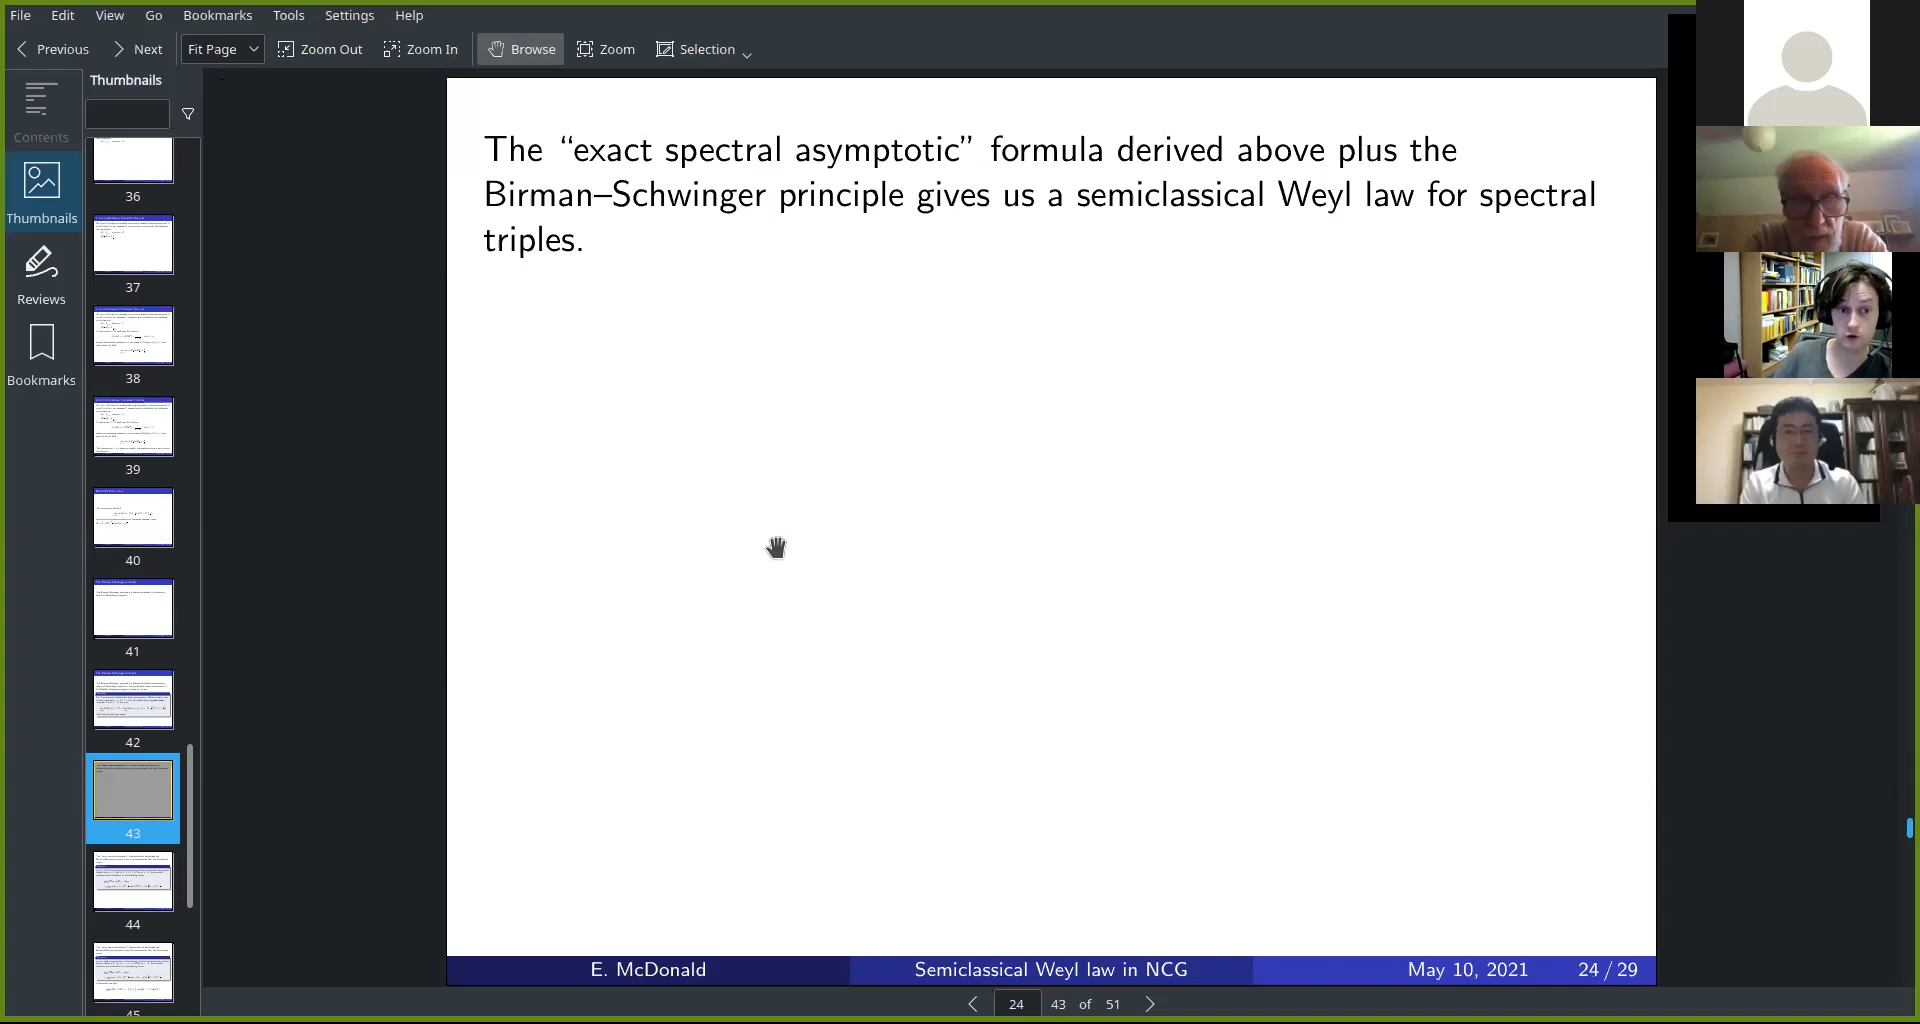 File Edit View Go Bookmarks Tools Settings Help
Previous Next Fit Page Zoom Out Zoom In Browse Zoom Selection
Thumbnails
Contents
Thumbnails
Reviews
Bookmarks
36
37
38
39
40
41
42
43
44
45
The “exact spectral asymptotic” formula derived above plus the
Birman–Schwinger principle gives us a semiclassical Weyl law for spectral
triples.
E. McDonald Semiclassical Weyl law in NCG May 10, 2021 24 / 29
24 43 of 51